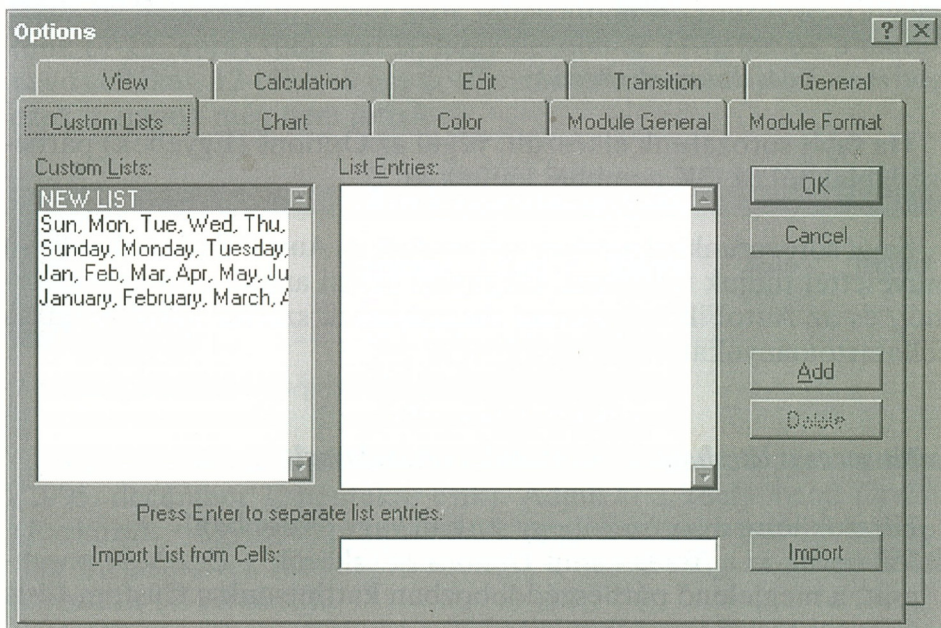 Options
View Calculation Edit Transition General
Custom Lists Chart Color Module General Module Format
Custom Lists:
List Entries:
NEW LIST
Sun, Mon, Tue, Wed, Thu,
Sunday, Monday, Tuesday,
Jan, Feb, Mar, Apr, May, Ju
January, February, March, A
OK
Cancel
Add
Delete
Press Enter to separate list entries.
Import List from Cells:
Import